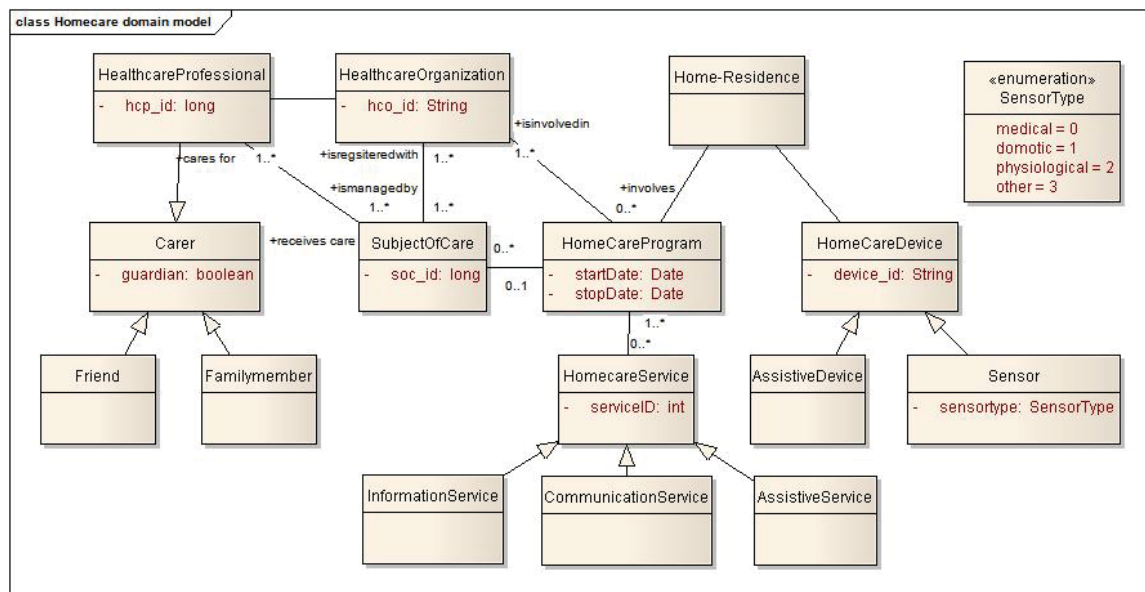 class Homecare domain model
HealthcareProfessional
- hcp_id: long
HealthcareOrganization
- hco_id: String
Home-Residence
«enumeration»
SensorType
medical = 0
domotic = 1
physiological = 2
other = 3
+isinvolvedin
1..*
+cares for
1..*
+isregsiteredwith
1..*
+ismanagedby
1..*
1..*
+involves
0..*
+receives care
Carer
- guardian: boolean
SubjectOfCare
- soc_id: long
0..*
0..1
HomeCareProgram
- startDate: Date
- stopDate: Date
HomeCareDevice
- device_id: String
1..*
0..*
Friend
Familymember
HomecareService
- serviceID: int
AssistiveDevice
Sensor
- sensortype: SensorType
InformationService
CommunicationService
AssistiveService